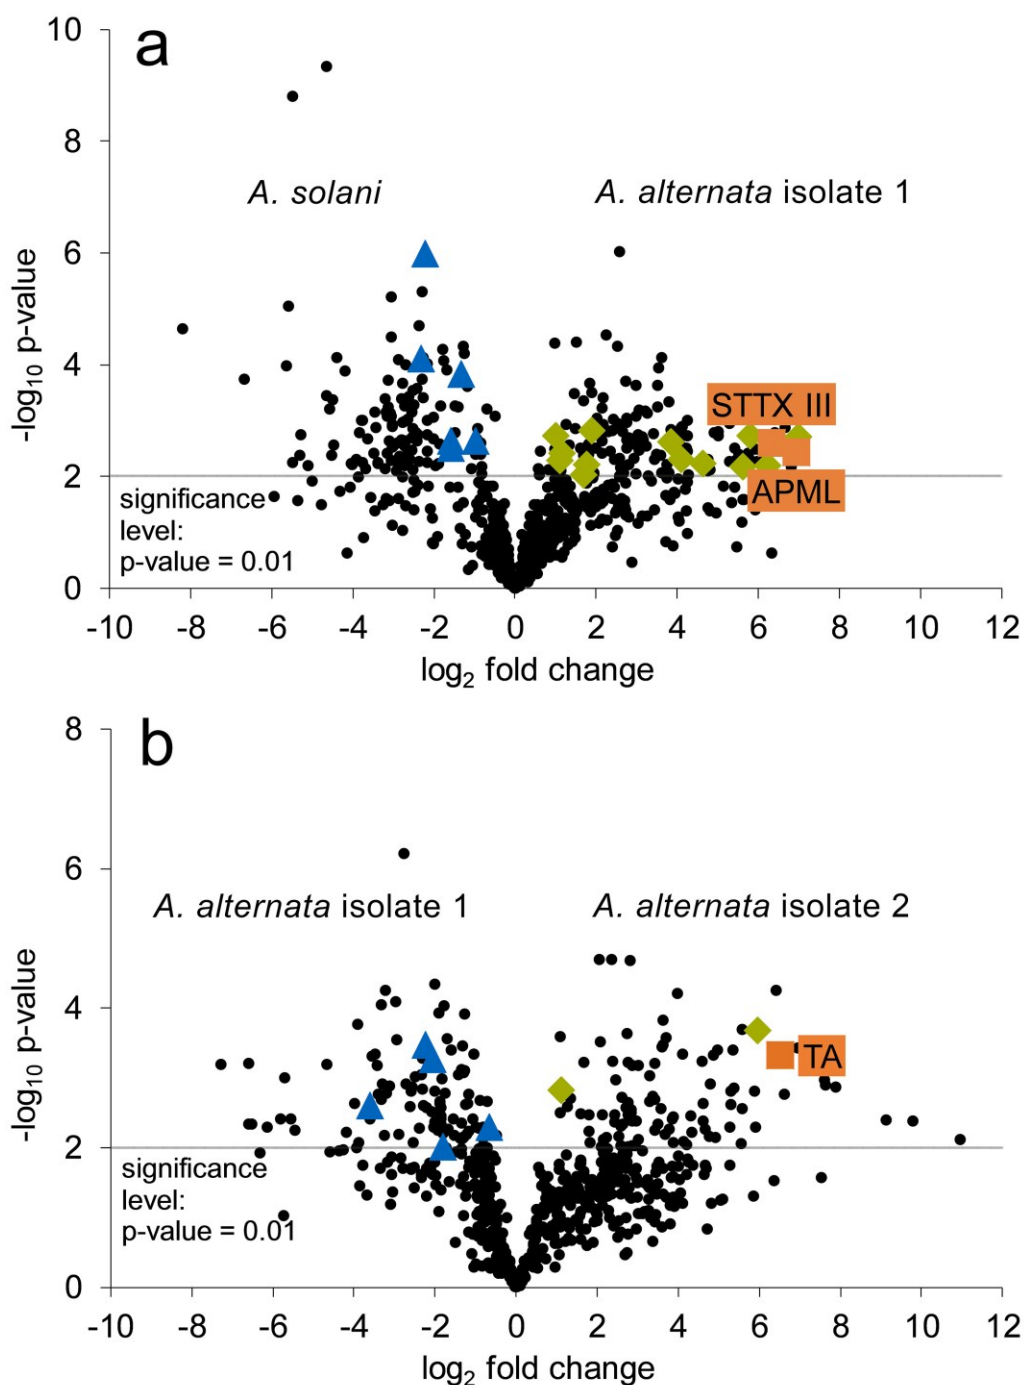 a
10
8
6
4
2
0
-log10 p-value
A. solani
A. alternata isolate 1
STTX III
APML
significance
level:
p-value = 0.01
-10 -8 -6 -4 -2 0 2 4 6 8 10 12
log2 fold change
b
8
6
4
2
0
-log10 p-value
A. alternata isolate 1
A. alternata isolate 2
TA
significance
level:
p-value = 0.01
-10 -8 -6 -4 -2 0 2 4 6 8 10 12
log2 fold change